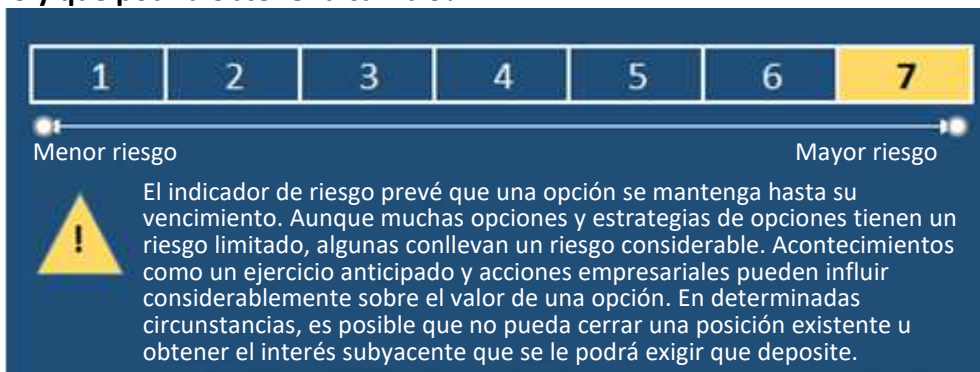 1 2 3 4 5 6 7
Menor riesgo Mayor riesgo
El indicador de riesgo prevé que una opción se mantenga hasta su
vencimiento. Aunque muchas opciones y estrategias de opciones tienen un
riesgo limitado, algunas conllevan un riesgo considerable. Acontecimientos
como un ejercicio anticipado y acciones empresariales pueden influir
considerablemente sobre el valor de una opción. En determinadas
circunstancias, es posible que no pueda cerrar una posición existente u
obtener el interés subyacente que se le podrá exigir que deposite.